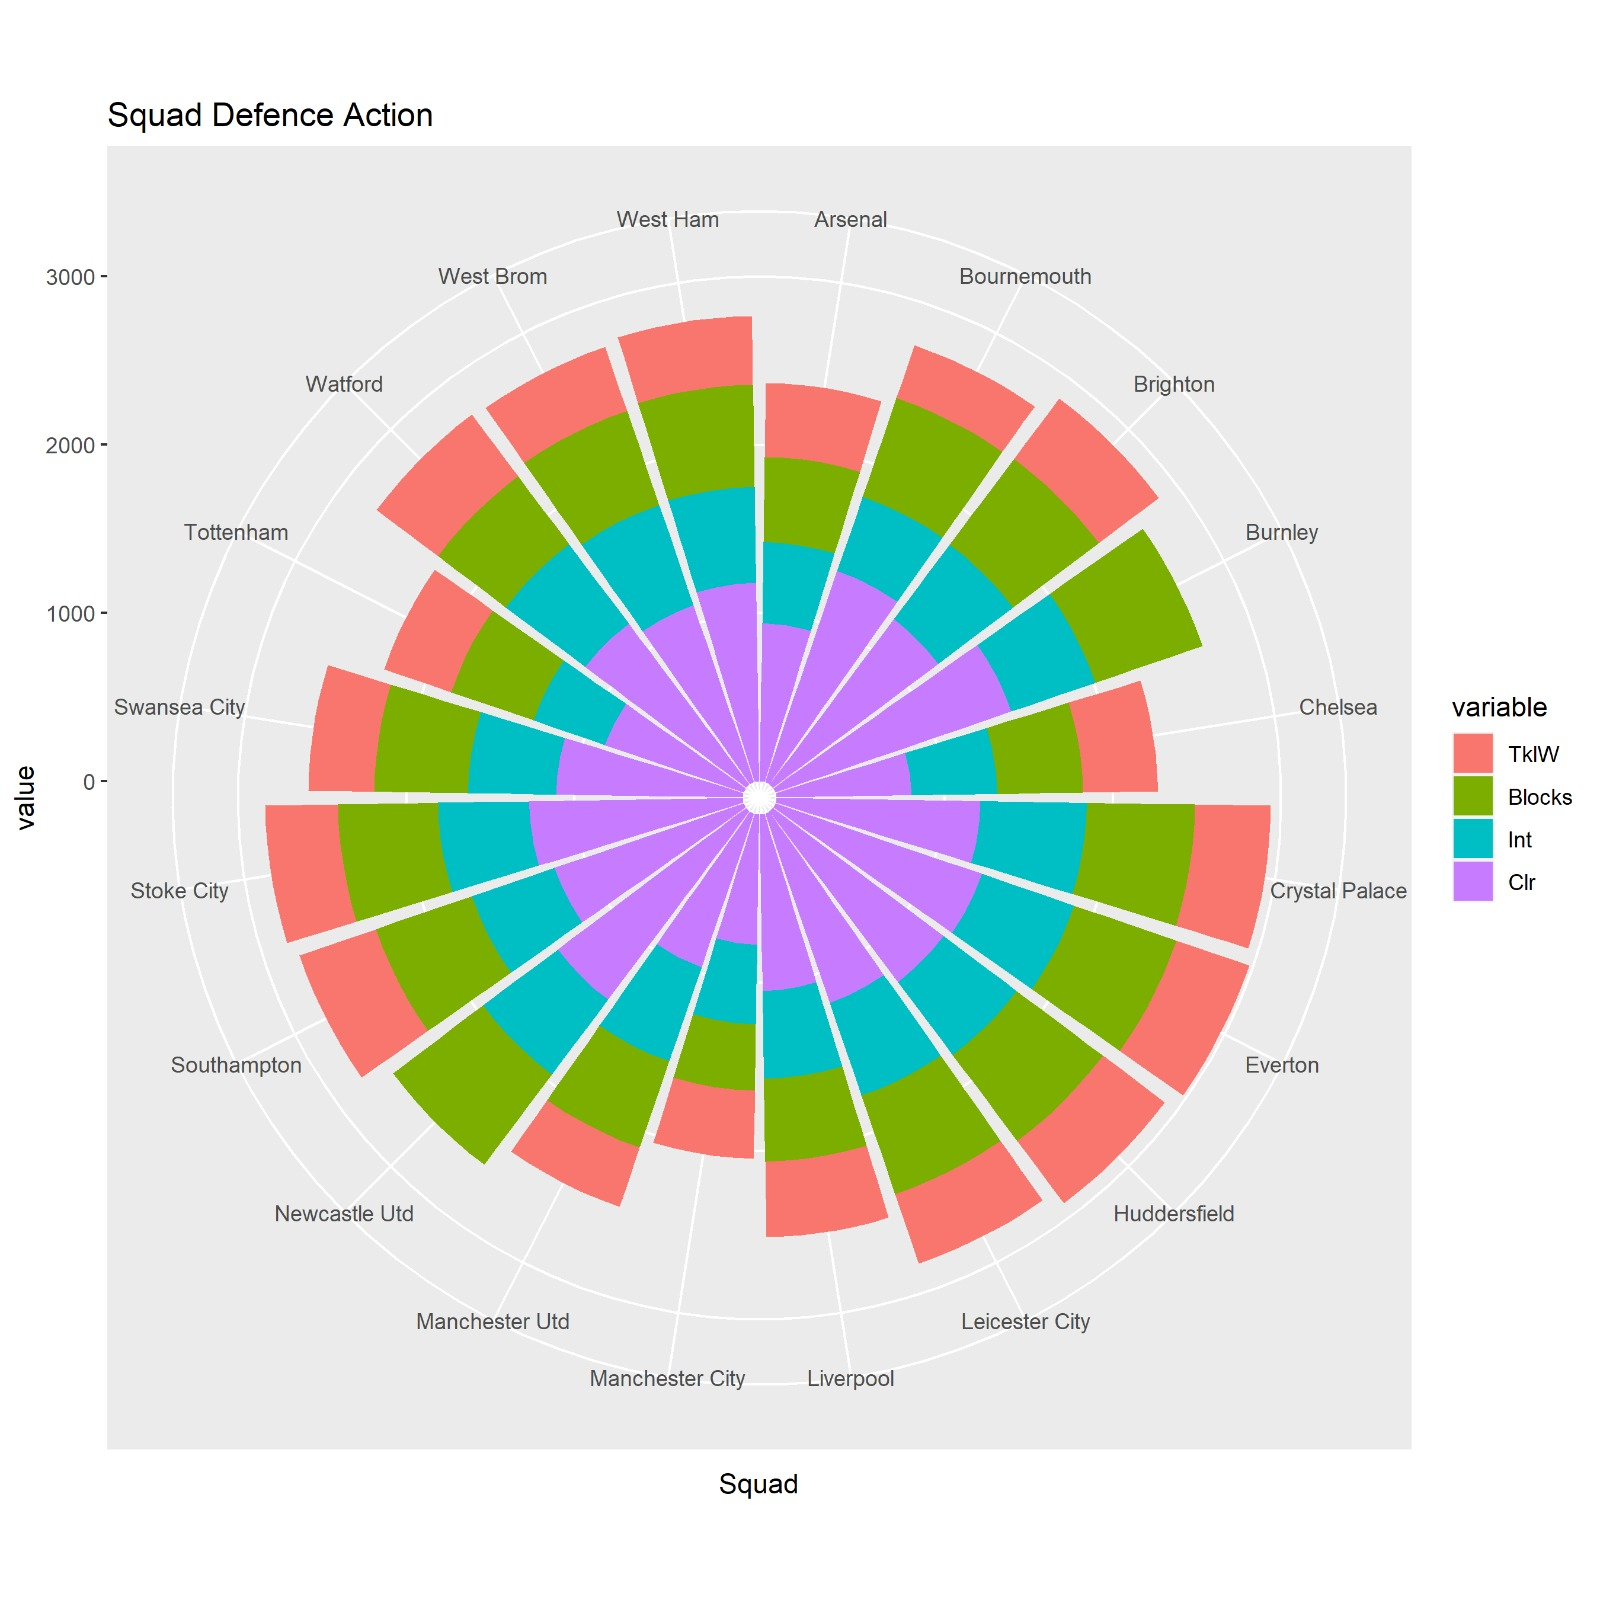 Squad Defence Action
West Ham
Arsenal
West Brom
Bournemouth
3000
Watford
Brighton
2000
Tottenham
Burnley
1000
Swansea City
Chelsea
0
value
Stoke City
Crystal Palace
Southampton
Everton
Newcastle Utd
Huddersfield
Manchester Utd
Leicester City
Manchester City
Liverpool
Squad
variable
TklW
Blocks
Int
Clr